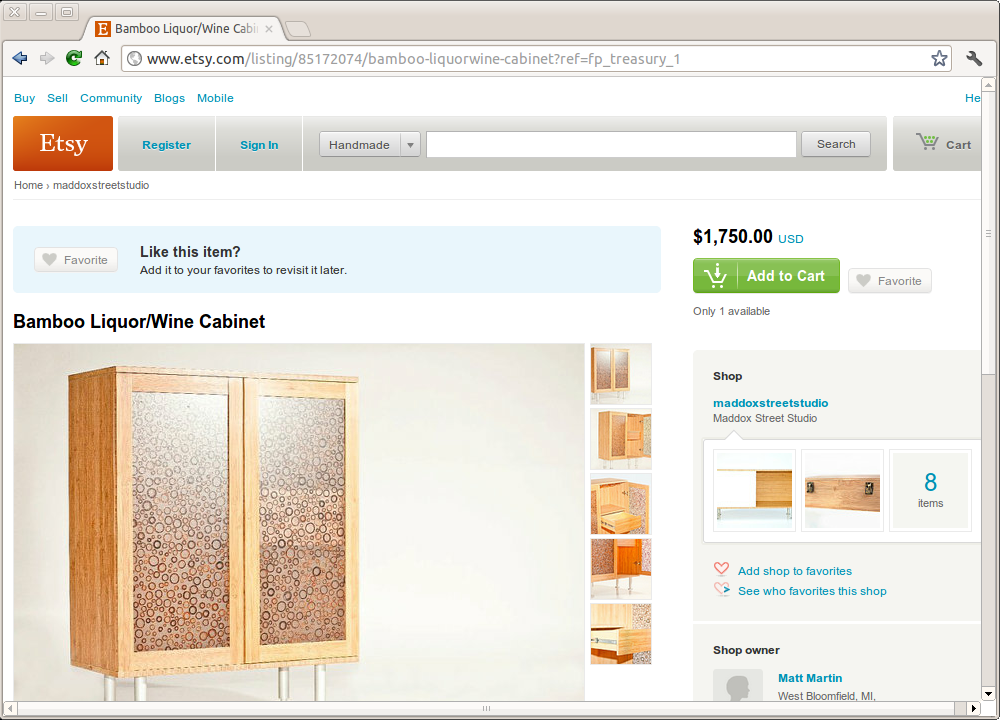 Bamboo Liquor/Wine Cabi
www.etsy.com/listing/85172074/bamboo-liquorwine-cabinet?ref=fp_treasury_1
Buy Sell Community Blogs Mobile He
Etsy Register Sign In Handmade Search Cart
Home › maddoxstreetstudio
Favorite
Like this item?
Add it to your favorites to revisit it later.
Bamboo Liquor/Wine Cabinet
$1,750.00 USD
Add to Cart
Favorite
Only 1 available
Shop
maddoxstreetstudio
Maddox Street Studio
8
items
Add shop to favorites
See who favorites this shop
Shop owner
Matt Martin
West Bloomfield, MI,